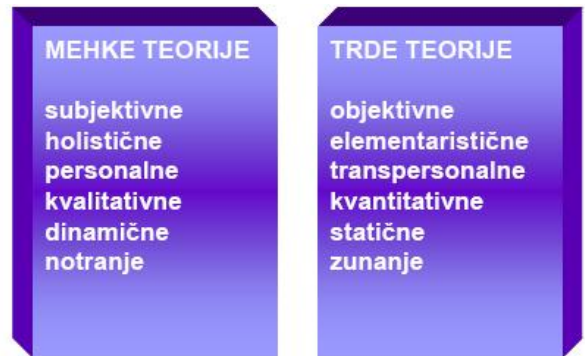 MEHKE TEORIJE
subjektivne
holistične
personalne
kvalitativne
dinamične
notranje
TRDE TEORIJE
objektivne
elementaristične
transpersonalne
kvantitativne
statične
zunanje